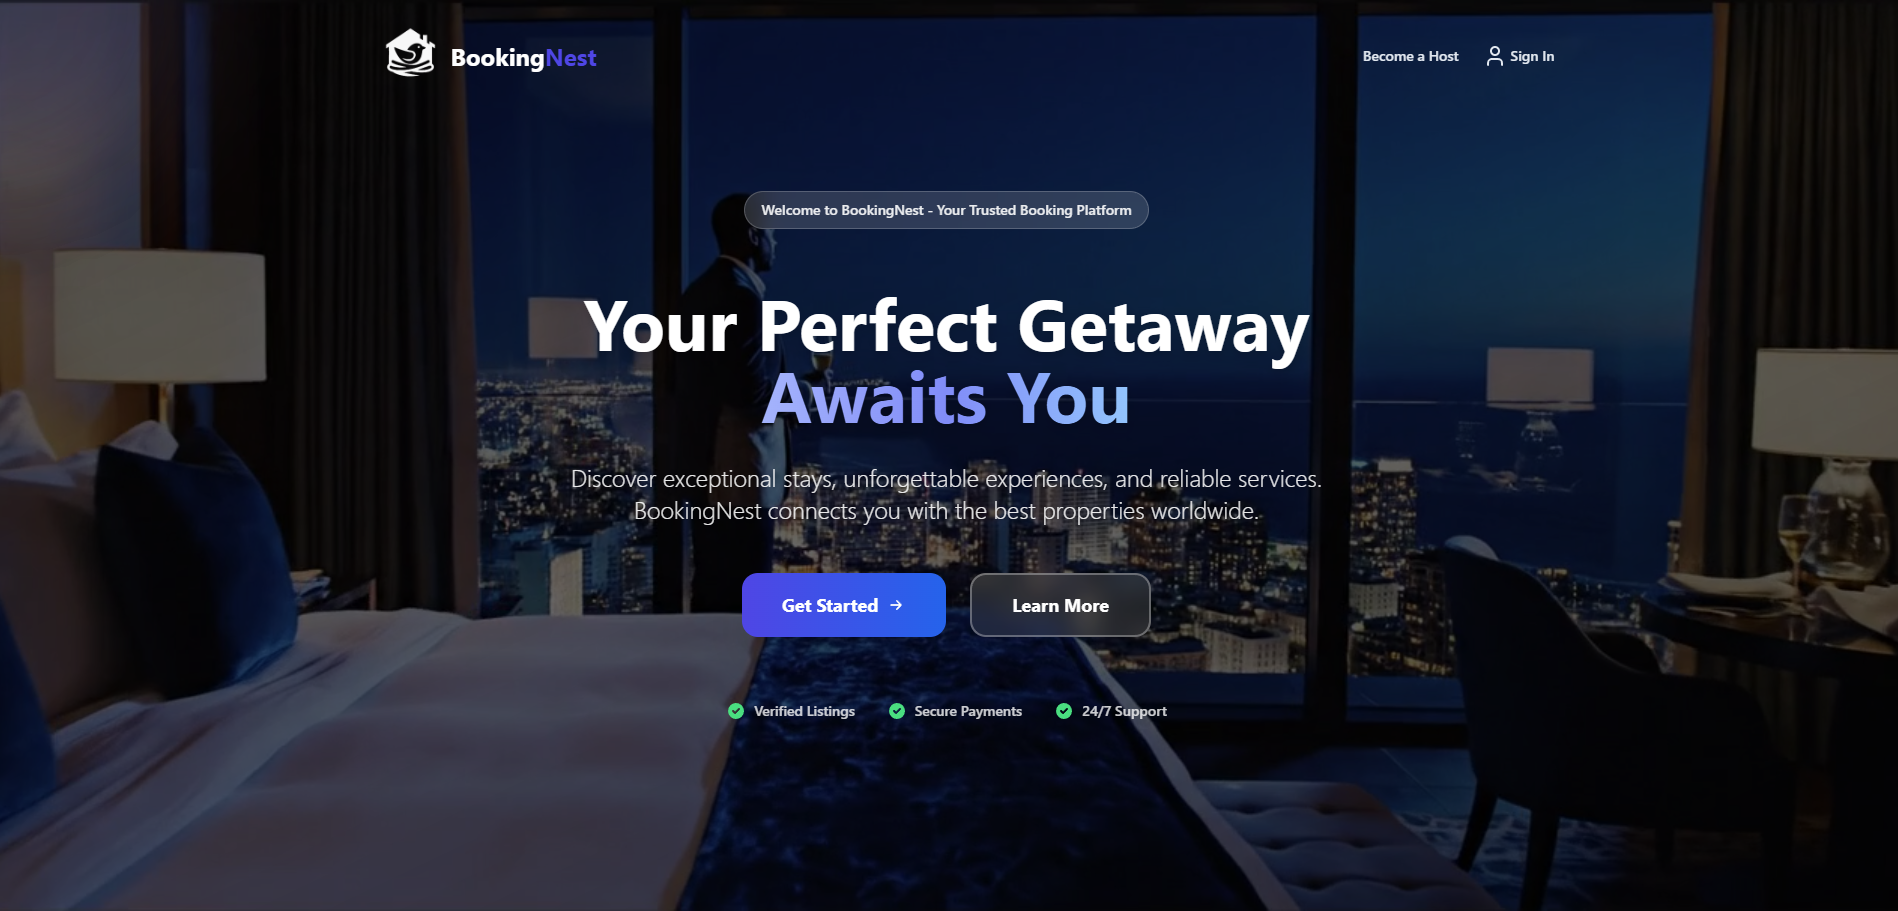 BookingNest
Become a Host
Sign In
Welcome to BookingNest - Your Trusted Booking Platform
Your Perfect Getaway
Awaits You
Discover exceptional stays, unforgettable experiences, and reliable services.
BookingNest connects you with the best properties worldwide.
Get Started →
Learn More
Verified Listings
Secure Payments
24/7 Support